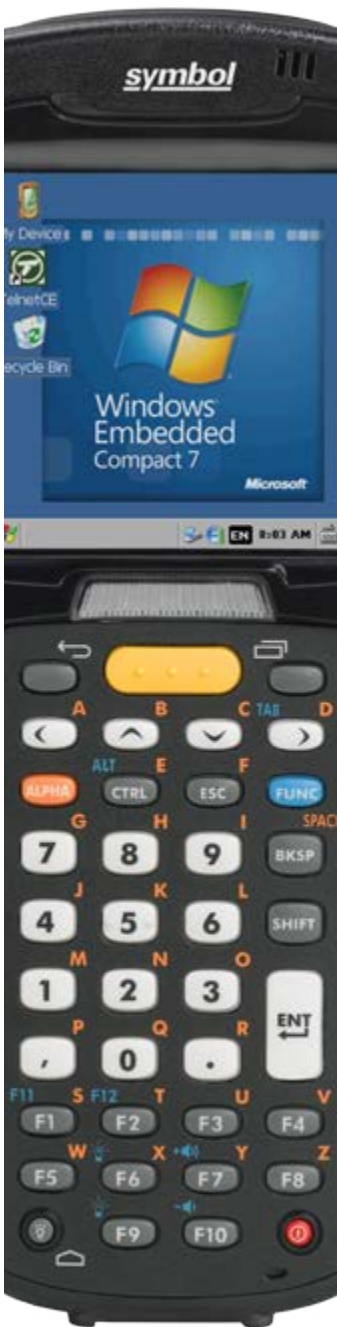 symbol
My Device
TelnetCE
Recycle Bin
Windows
Embedded
Compact 7
Microsoft
EN 8:03 AM
A B C TAB D
ALT E F
ALPHA CTRL ESC FUNC
G H I SPACE
7 8 9 BKSP
J K L
4 5 6 SHIFT
M N O
1 2 3 ENT
P Q R
, 0 .
F11 S F12 T U V
F1 F2 F3 F4
W X Y Z
F5 F6 F7 F8
F9 F10